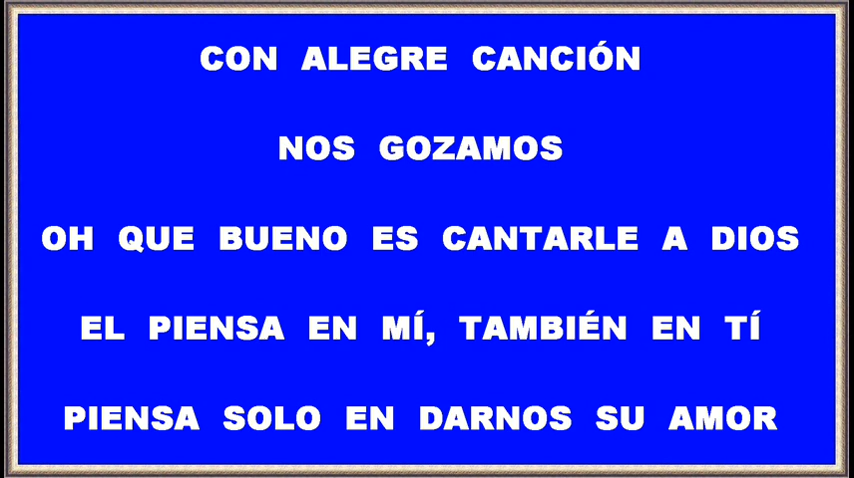 CON ALEGRE CANCIÓN
NOS GOZAMOS
OH QUE BUENO ES CANTARLE A DIOS
EL PIENSA EN MÍ, TAMBIÉN EN TÍ
PIENSA SOLO EN DARNOS SU AMOR